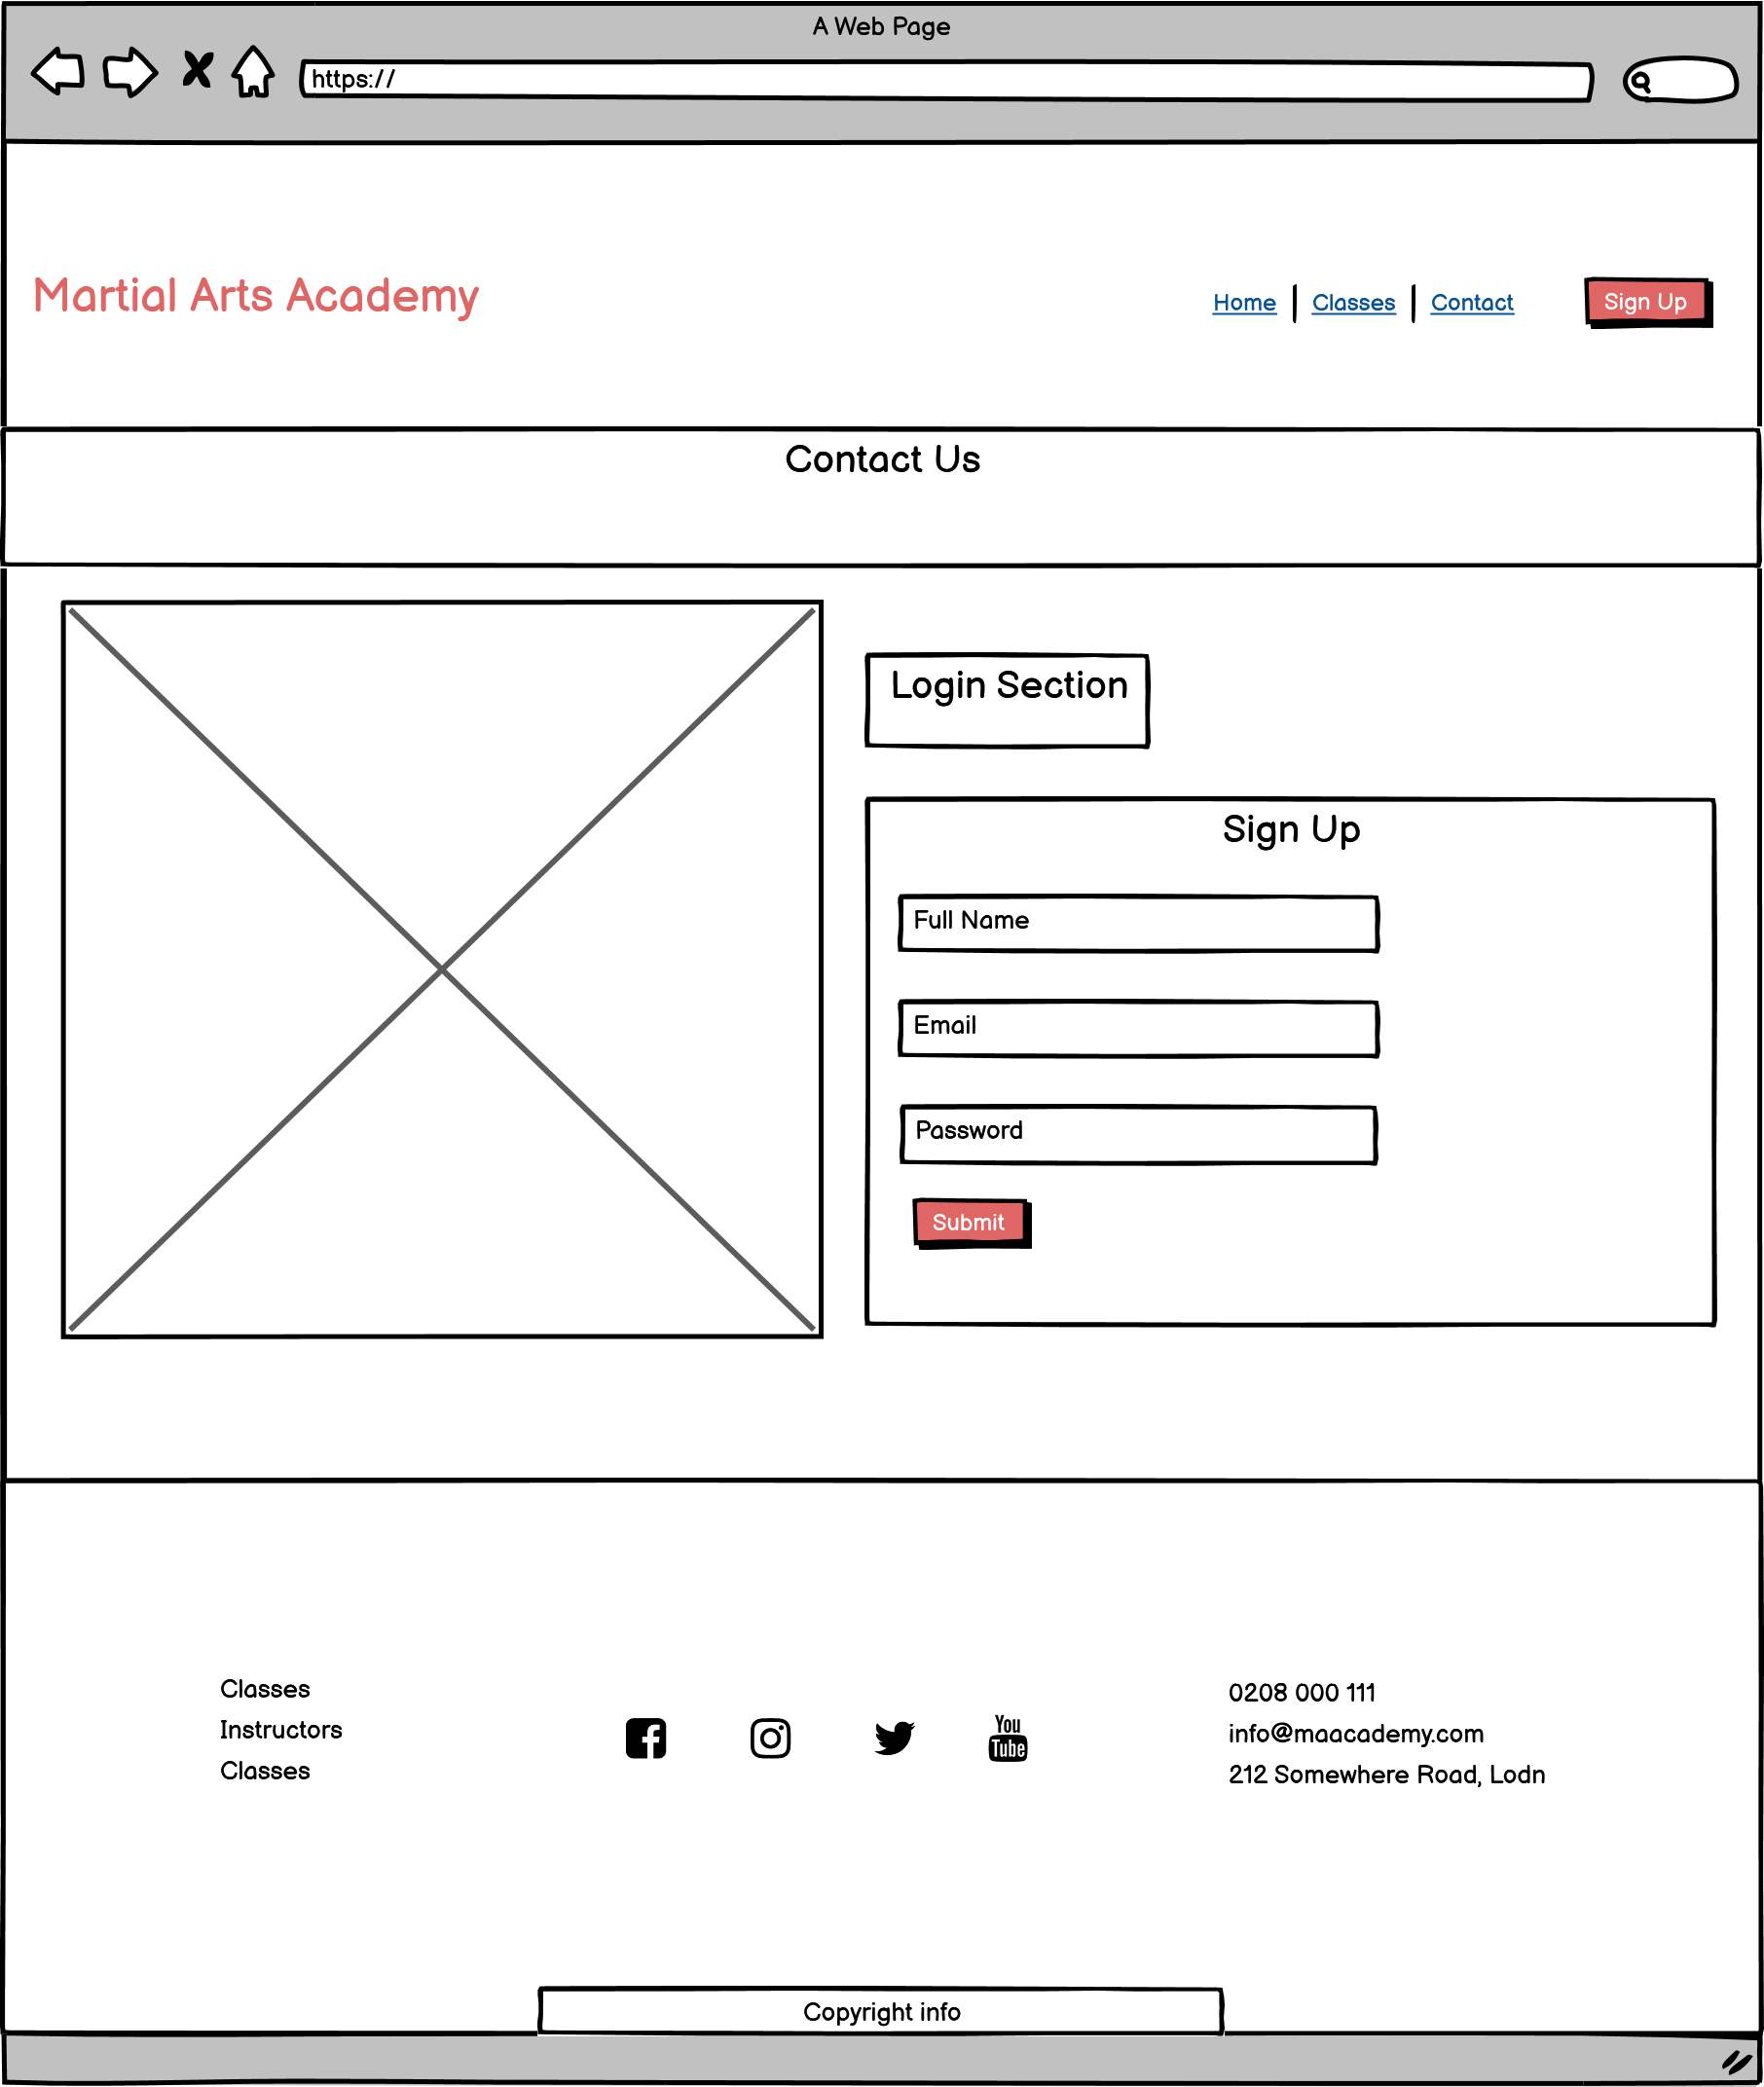 A Web Page
https://
Martial Arts Academy
Home | Classes | Contact
Sign Up
Contact Us
Login Section
Sign Up
Full Name
Email
Password
Submit
Classes
Instructors
Classes
You
Tube
0208 000 111
info@maacademy.com
212 Somewhere Road, Lodn
Copyright info